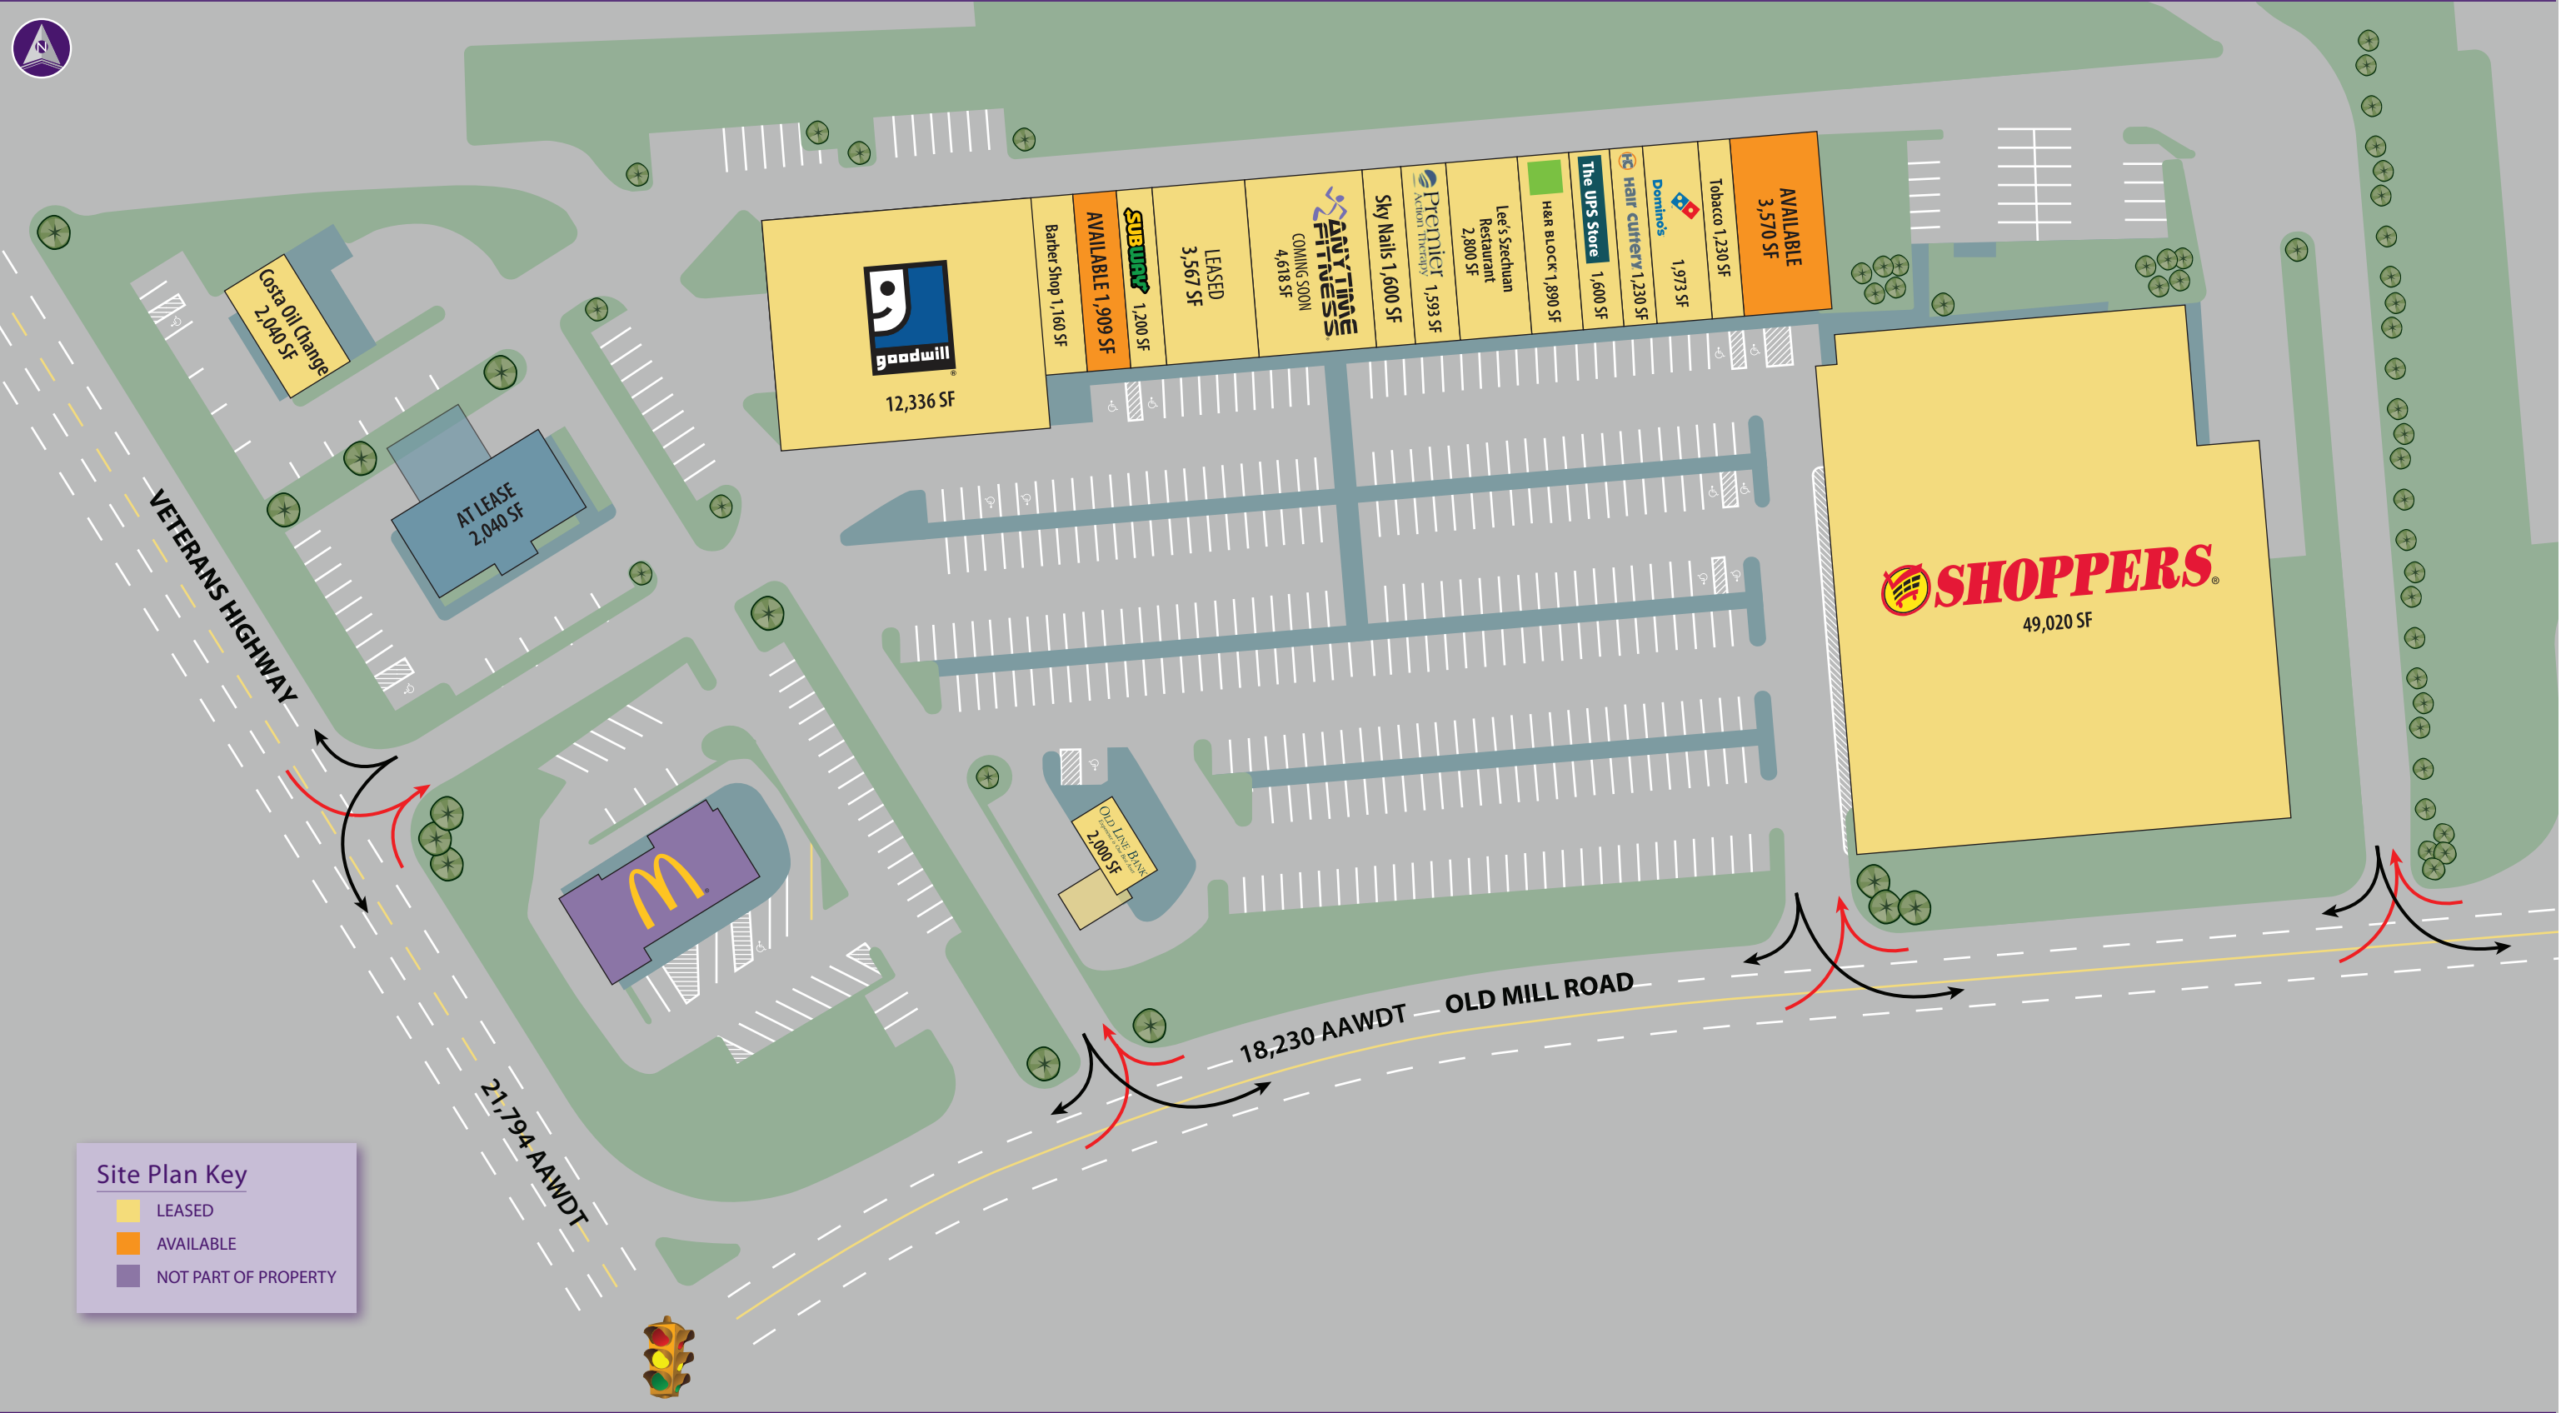 N
Costa Oil Change
2,040 SF
AT LEASE
2,040 SF
VETERANS HIGHWAY
21,794 AAWDT
goodwill®
12,336 SF
Barber Shop 1,160 SF
AVAILABLE 1,909 SF
SUBWAY 1,200 SF
LEASED
3,567 SF
ANYTIME
FITNESS®
COMING SOON
4,618 SF
Sky Nails 1,600 SF
Premier
Action Therapy 1,593 SF
Lee's Szechuan
Restaurant
2,800 SF
H&R BLOCK® 1,890 SF
The UPS Store 1,600 SF
HC Hair cuttery 1,230 SF
Domino's 1,973 SF
Tobacco 1,230 SF
AVAILABLE
3,570 SF
SHOPPERS®
49,020 SF
OLD LINE BANK
2,000 SF
18,230 AAWDT OLD MILL ROAD
Site Plan Key
LEASED
AVAILABLE
NOT PART OF PROPERTY